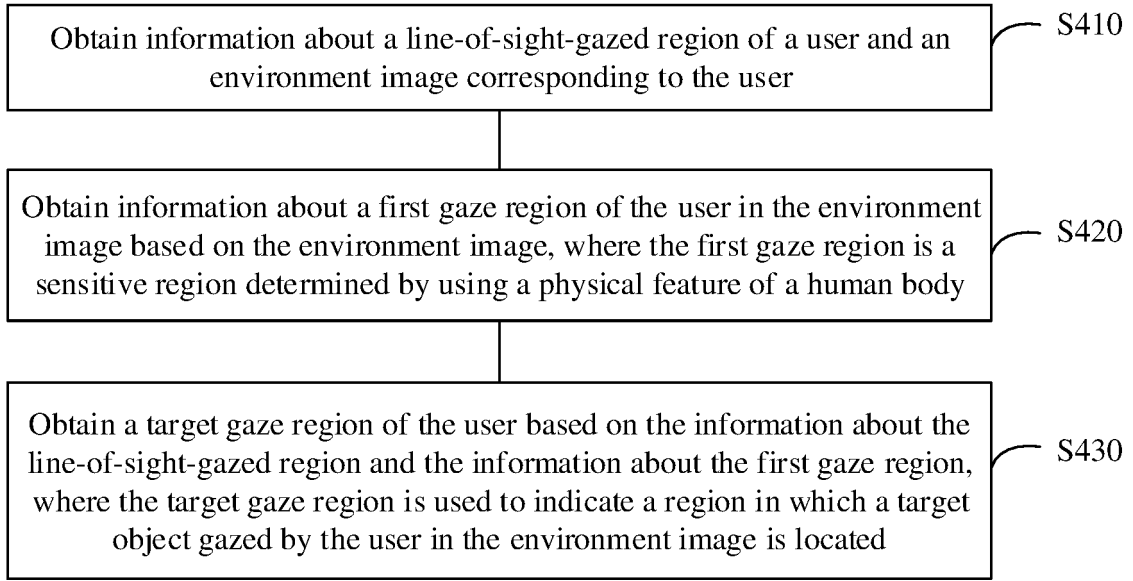 Obtain information about a line-of-sight-gazed region of a user and an
environment image corresponding to the user
S410
Obtain information about a first gaze region of the user in the environment
image based on the environment image, where the first gaze region is a
sensitive region determined by using a physical feature of a human body
S420
Obtain a target gaze region of the user based on the information about the
line-of-sight-gazed region and the information about the first gaze region,
where the target gaze region is used to indicate a region in which a target
object gazed by the user in the environment image is located
S430